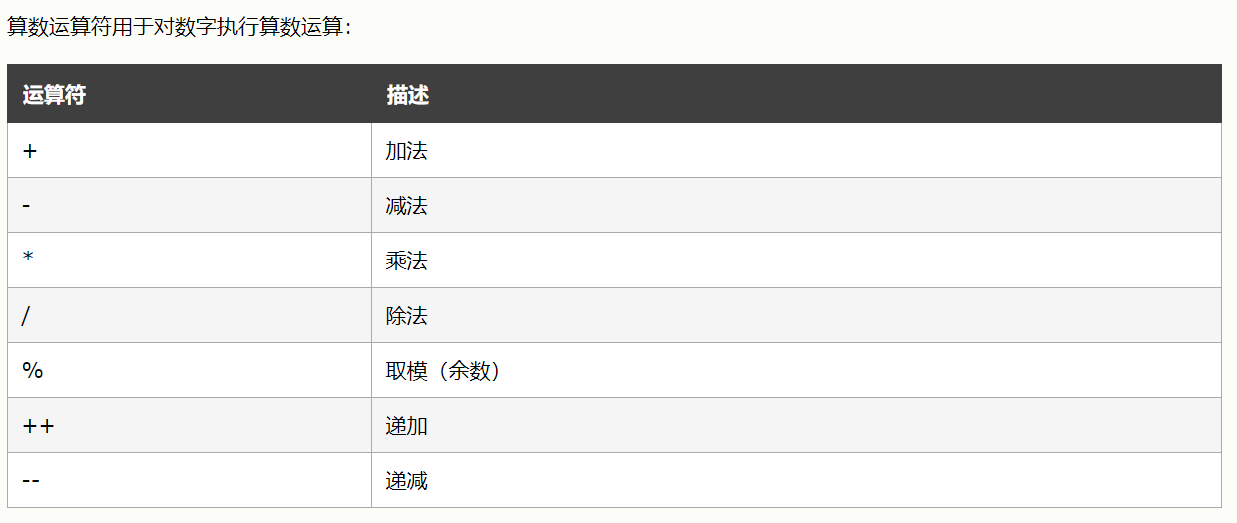 算数运算符用于对数字执行算数运算：
运算符 描述
+ 加法
- 减法
* 乘法
/ 除法
% 取模（余数）
++ 递加
-- 递减